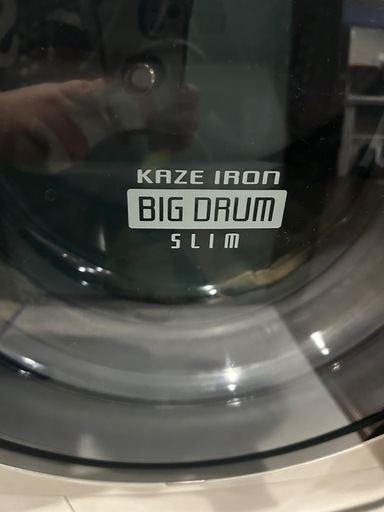 KAZE IRON
BIG DRUM
SLIM